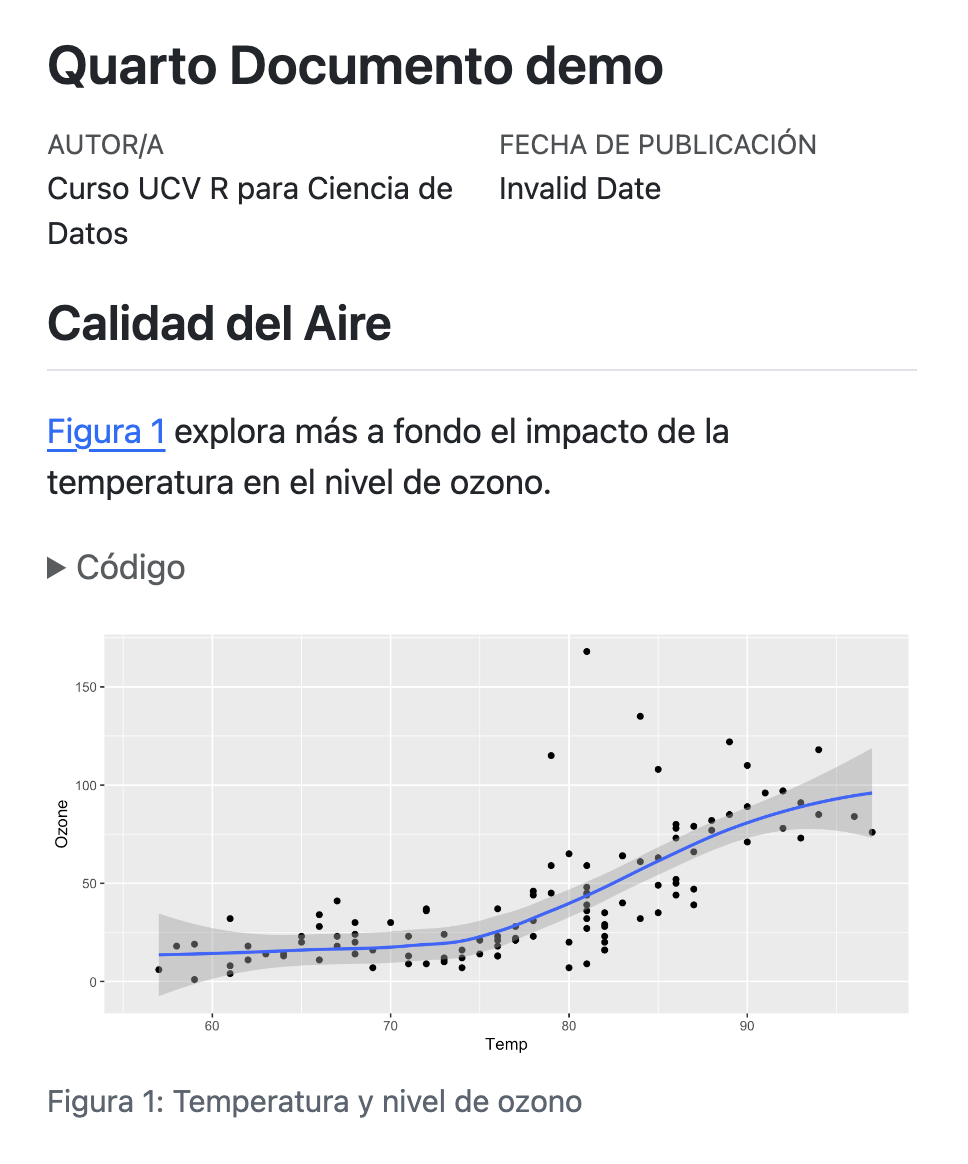 Quarto Documento demo
AUTOR/A
FECHA DE PUBLICACIÓN
Curso UCV R para Ciencia de
Datos
Invalid Date
Calidad del Aire
Figura 1 explora más a fondo el impacto de la
temperatura en el nivel de ozono.
Código
150
100
50
0
Ozone
60
70
80
90
Temp
Figura 1: Temperatura y nivel de ozono